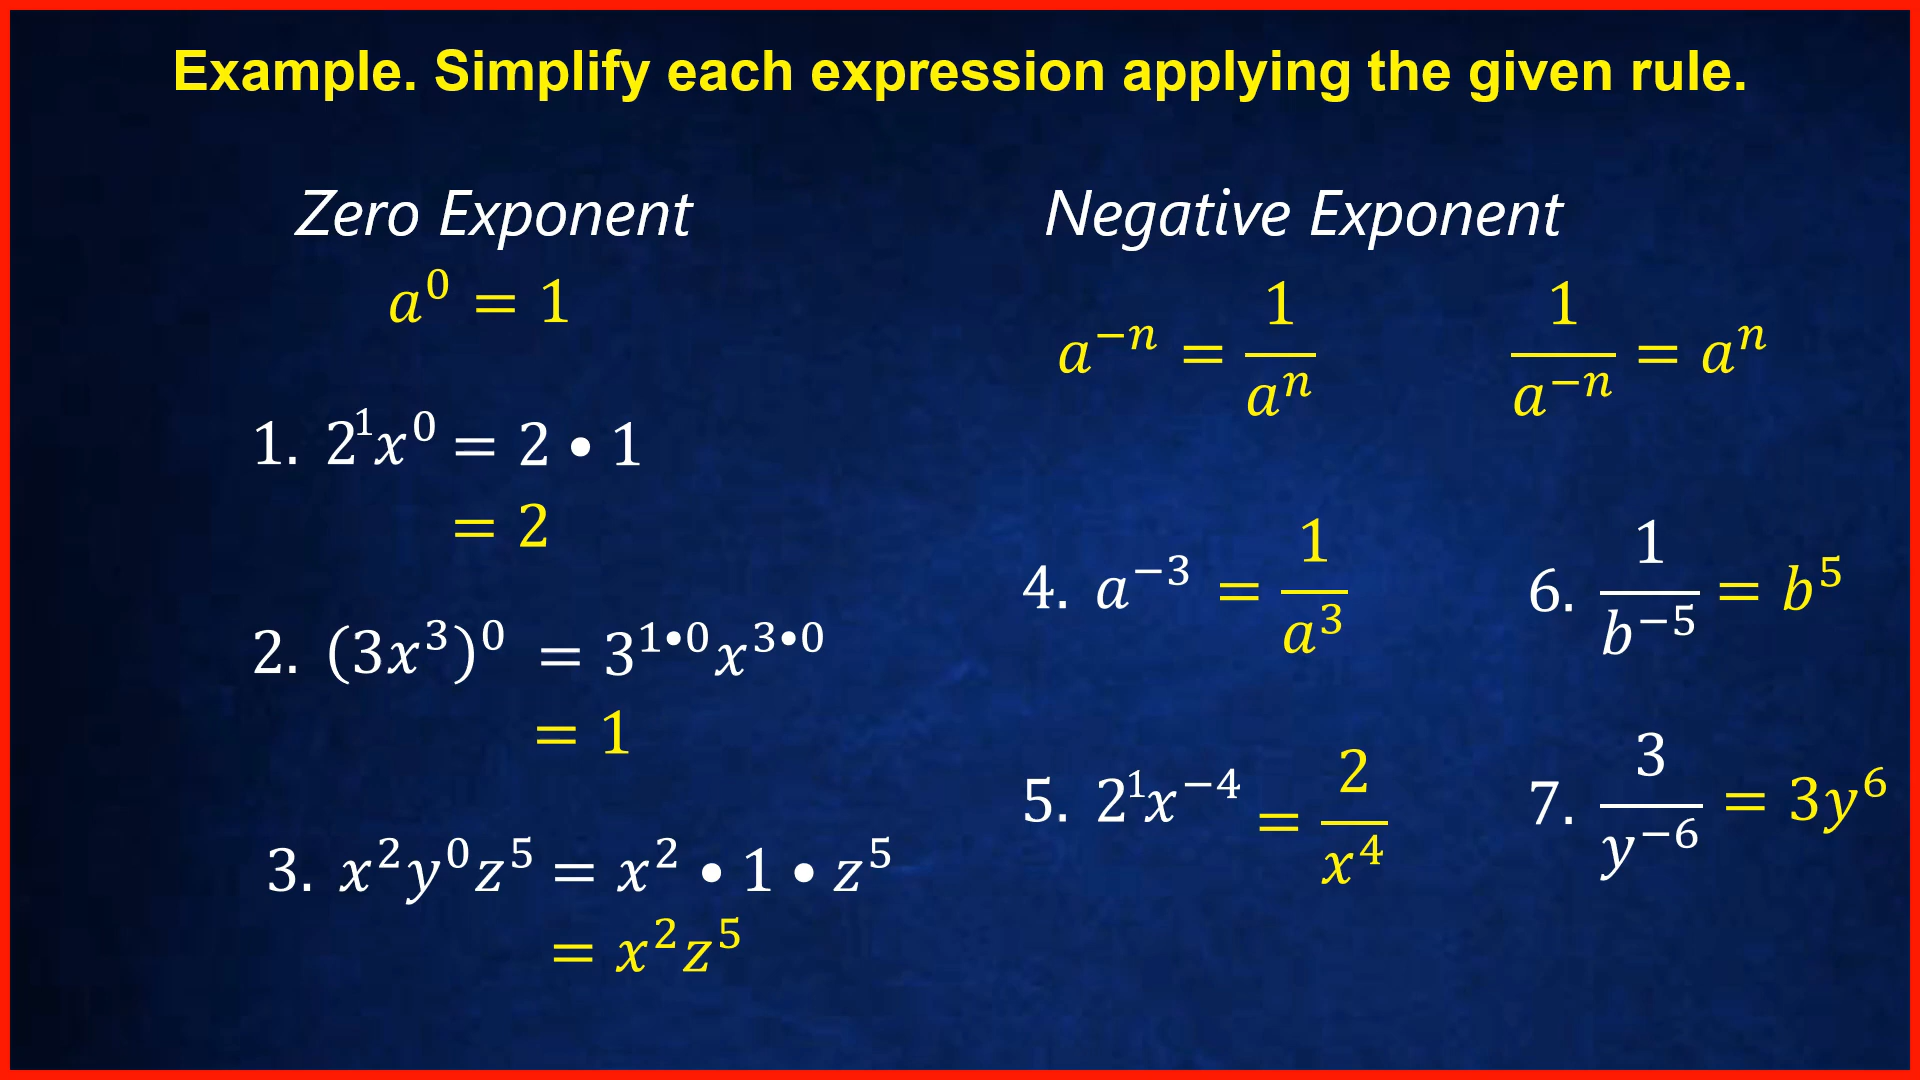 Example. Simplify each expression applying the given rule.
Zero Exponent
a⁰ = 1
1. 2¹x⁰ = 2 • 1
= 2
2. (3x³)⁰ = 3¹•⁰x³•⁰
= 1
3. x²y⁰z⁵ = x² • 1 • z⁵
= x²z⁵
Negative Exponent
a⁻ⁿ = 1/aⁿ
1/a⁻ⁿ = aⁿ
4. a⁻³ = 1/a³
5. 2¹x⁻⁴ = 2/x⁴
6. 1/b⁻⁵ = b⁵
7. 3/y⁻⁶ = 3y⁶